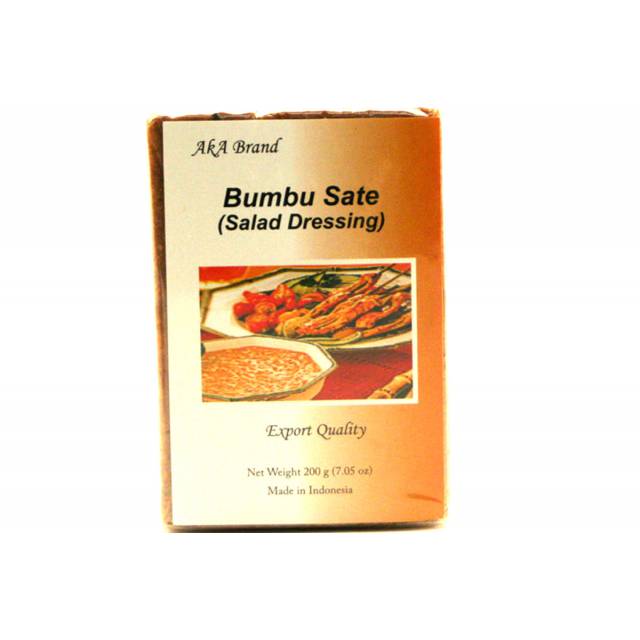 AkA Brand
Bumbu Sate
(Salad Dressing)
Export Quality
Net Weight 200 g (7.05 oz)
Made in Indonesia